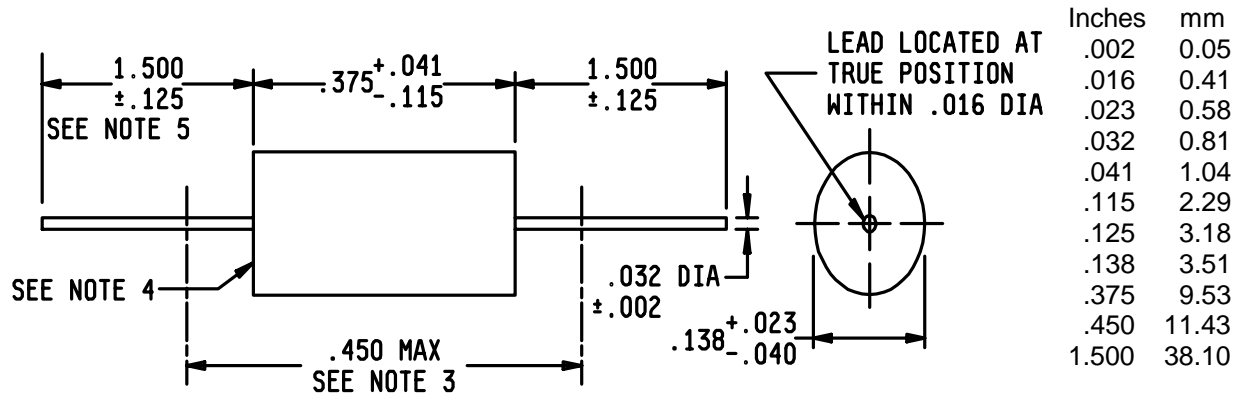 1.500
±.125
SEE NOTE 5
.375 +.041
-.115
1.500
±.125
LEAD LOCATED AT
TRUE POSITION
WITHIN .016 DIA
SEE NOTE 4
.032 DIA
±.002
.138 +.023
-.040
.450 MAX
SEE NOTE 3
Inches mm
.002 0.05
.016 0.41
.023 0.58
.032 0.81
.041 1.04
.115 2.29
.125 3.18
.138 3.51
.375 9.53
.450 11.43
1.500 38.10